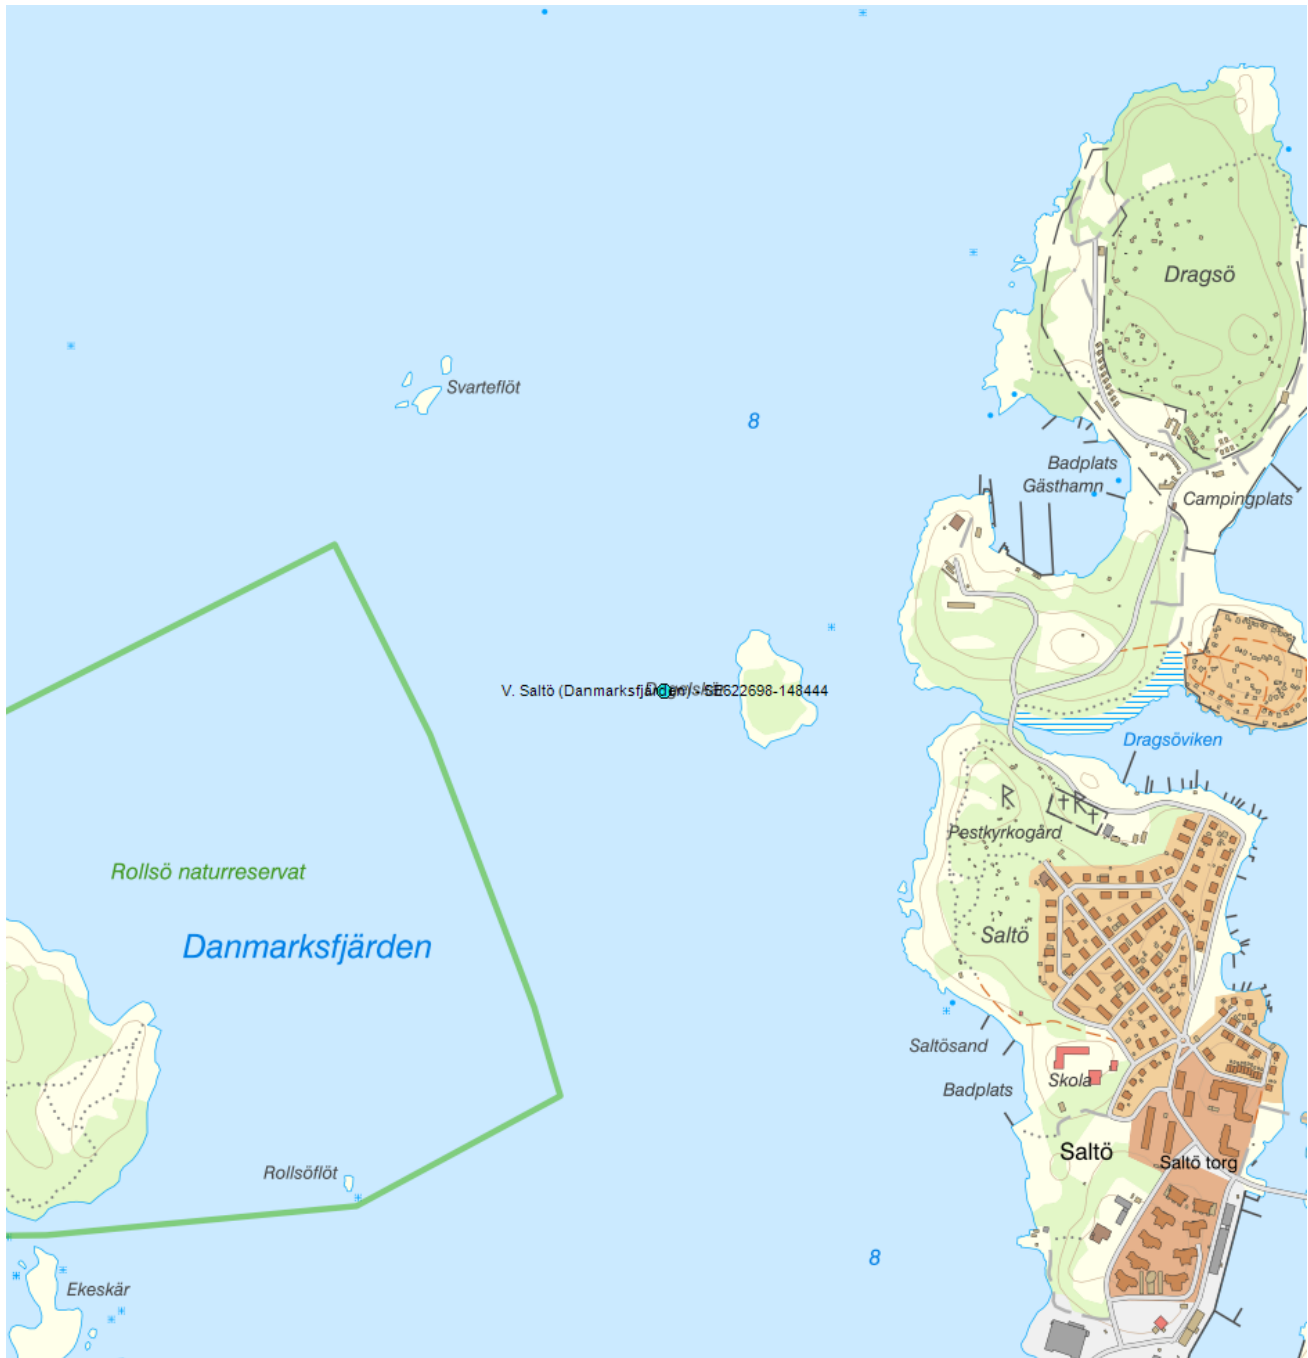 Dragsö
Svarteflöt
8
Badplats
Gästhamn
Campingplats
V. Saltö (Danmarksfjärden) - SE622698-148444
Dragsöviken
Pestkyrkogård
Rollsö naturreservat
Saltö
Danmarksfjärden
Saltösand
Skola
Badplats
Saltö
Saltö torg
Rollsöflöt
8
Ekeskär